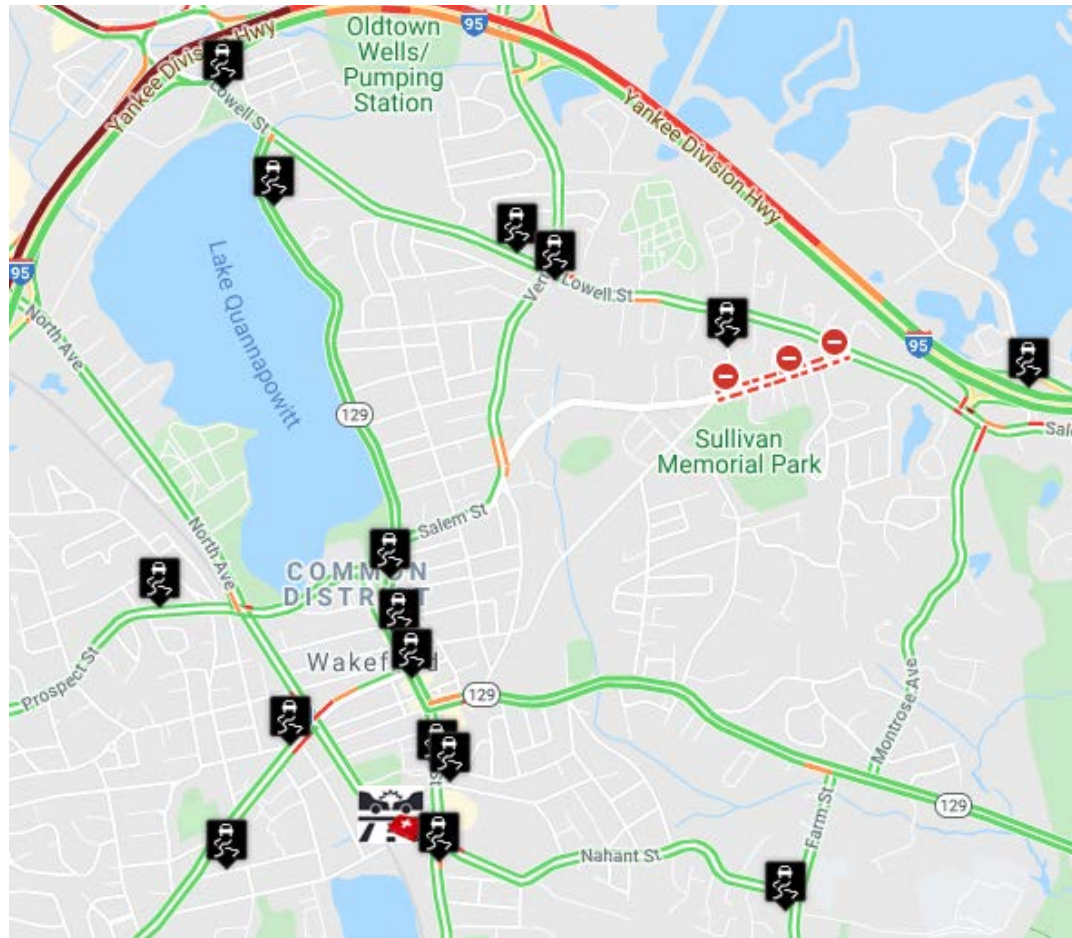 Oldtown
Wells/
Pumping
Station
95
Yankee Division Hwy
Lowell St
Yankee Division Hwy
Lake Quannapowitt
95
North Ave
Lowell St
95
129
Sullivan
Memorial Park
Salem St
North Ave
COMMON
Prospect St
129
Montrose Ave
129
Farm St
Nahant St